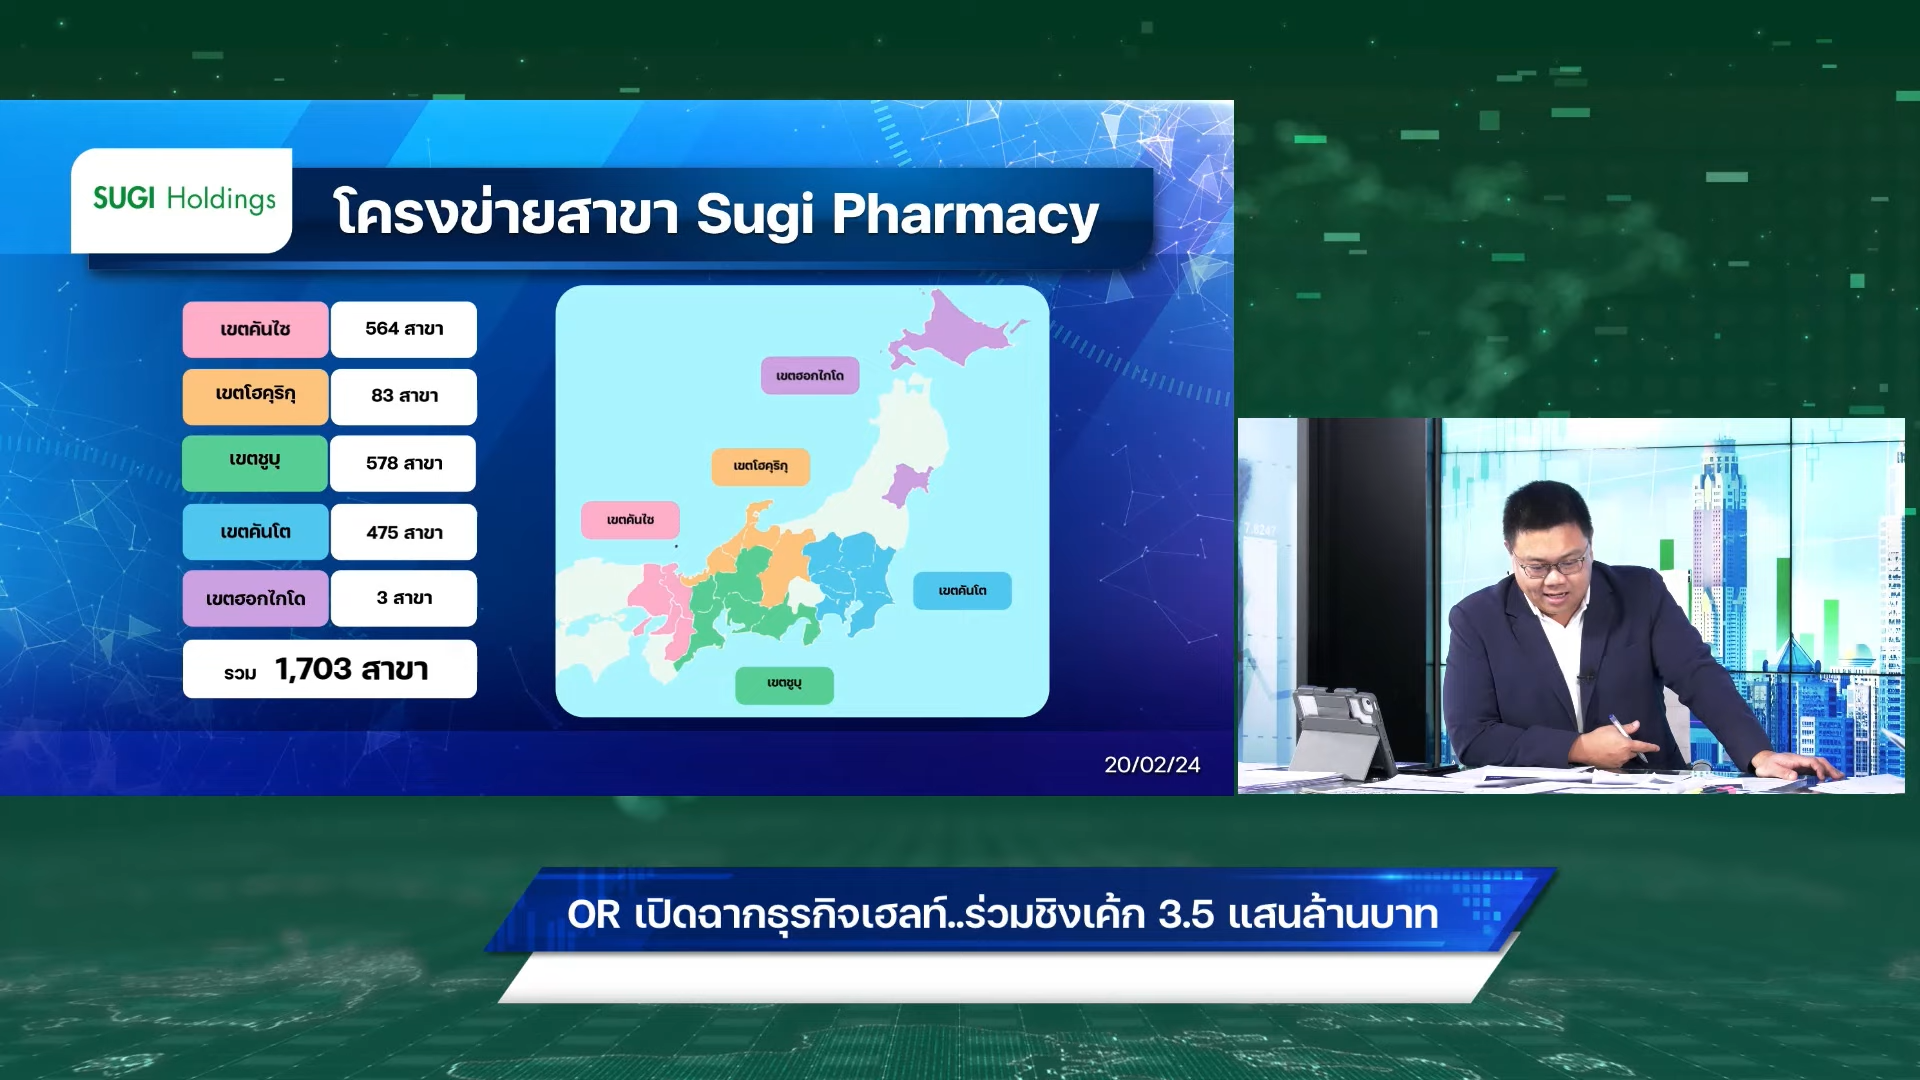 SUGI Holdings
โครงข่ายสาขา Sugi Pharmacy
เขตคันไซ 564 สาขา
เขตโฮคุริกุ 83 สาขา
เขตชูบุ 578 สาขา
เขตคันโต 475 สาขา
เขตฮอกไกโด 3 สาขา
รวม 1,703 สาขา
เขตฮอกไกโด
เขตโฮคุริกุ
เขตคันไซ
เขตคันโต
เขตชูบุ
20/02/24
7.8247
OR เปิดฉากธุรกิจเฮลท์..ร่วมชิงเค้ก 3.5 แสนล้านบาท